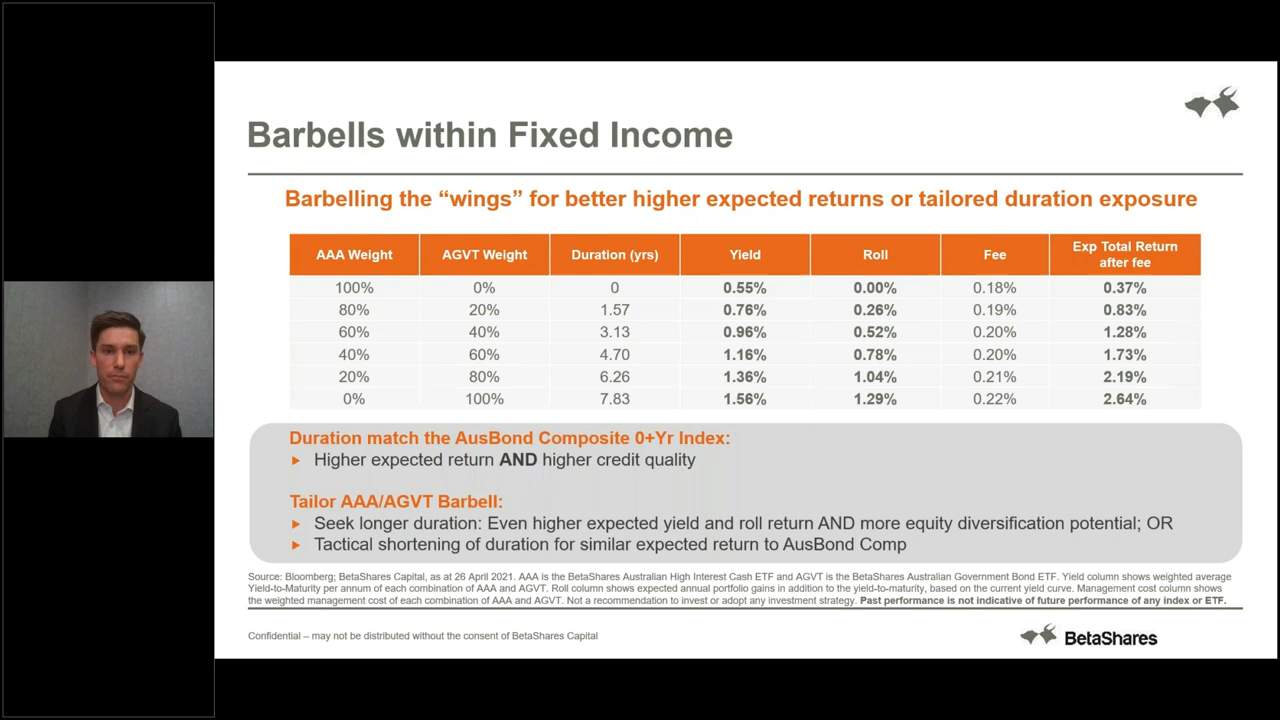 Barbells within Fixed Income
Barbelling the “wings” for better higher expected returns or tailored duration exposure
AAA Weight AGVT Weight Duration (yrs) Yield Roll Fee Exp Total Return after fee
100% 0% 0 0.55% 0.00% 0.18% 0.37%
80% 20% 1.57 0.76% 0.26% 0.19% 0.83%
60% 40% 3.13 0.96% 0.52% 0.20% 1.28%
40% 60% 4.70 1.16% 0.78% 0.20% 1.73%
20% 80% 6.26 1.36% 1.04% 0.21% 2.19%
0% 100% 7.83 1.56% 1.29% 0.22% 2.64%
Duration match the AusBond Composite 0+Yr Index:
Higher expected return AND higher credit quality
Tailor AAA/AGVT Barbell:
Seek longer duration: Even higher expected yield and roll return AND more equity diversification potential; OR
Tactical shortening of duration for similar expected return to AusBond Comp
Source: Bloomberg; BetaShares Capital, as at 26 April 2021. AAA is the BetaShares Australian High Interest Cash ETF and AGVT is the BetaShares Australian Government Bond ETF. Yield column shows weighted average
Yield-to-Maturity per annum of each combination of AAA and AGVT. Roll column shows expected annual portfolio gains in addition to the yield-to-maturity, based on the current yield curve. Management cost column shows
the weighted management cost of each combination of AAA and AGVT. Not a recommendation to invest or adopt any investment strategy. Past performance is not indicative of future performance of any index or ETF.
Confidential – may not be distributed without the consent of BetaShares Capital
BetaShares